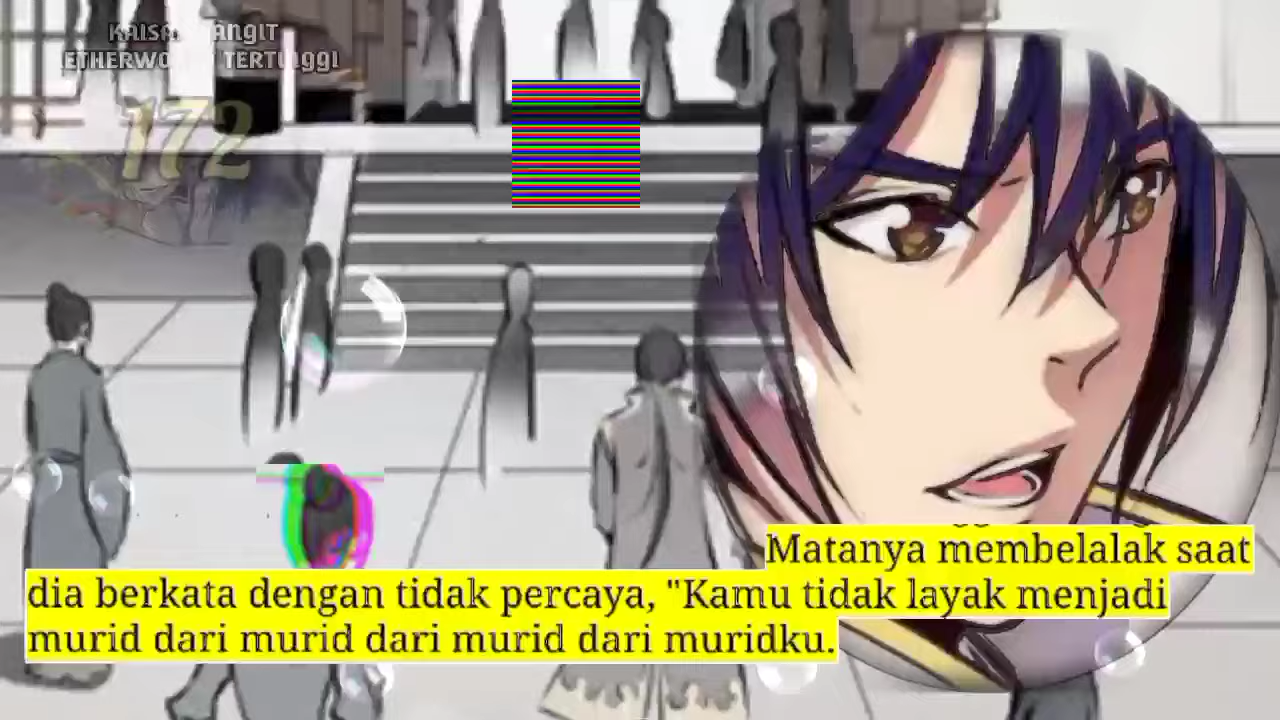 172
Matanya membelalak saat
dia berkata dengan tidak percaya, "Kamu tidak layak menjadi
murid dari murid dari murid dari muridku.